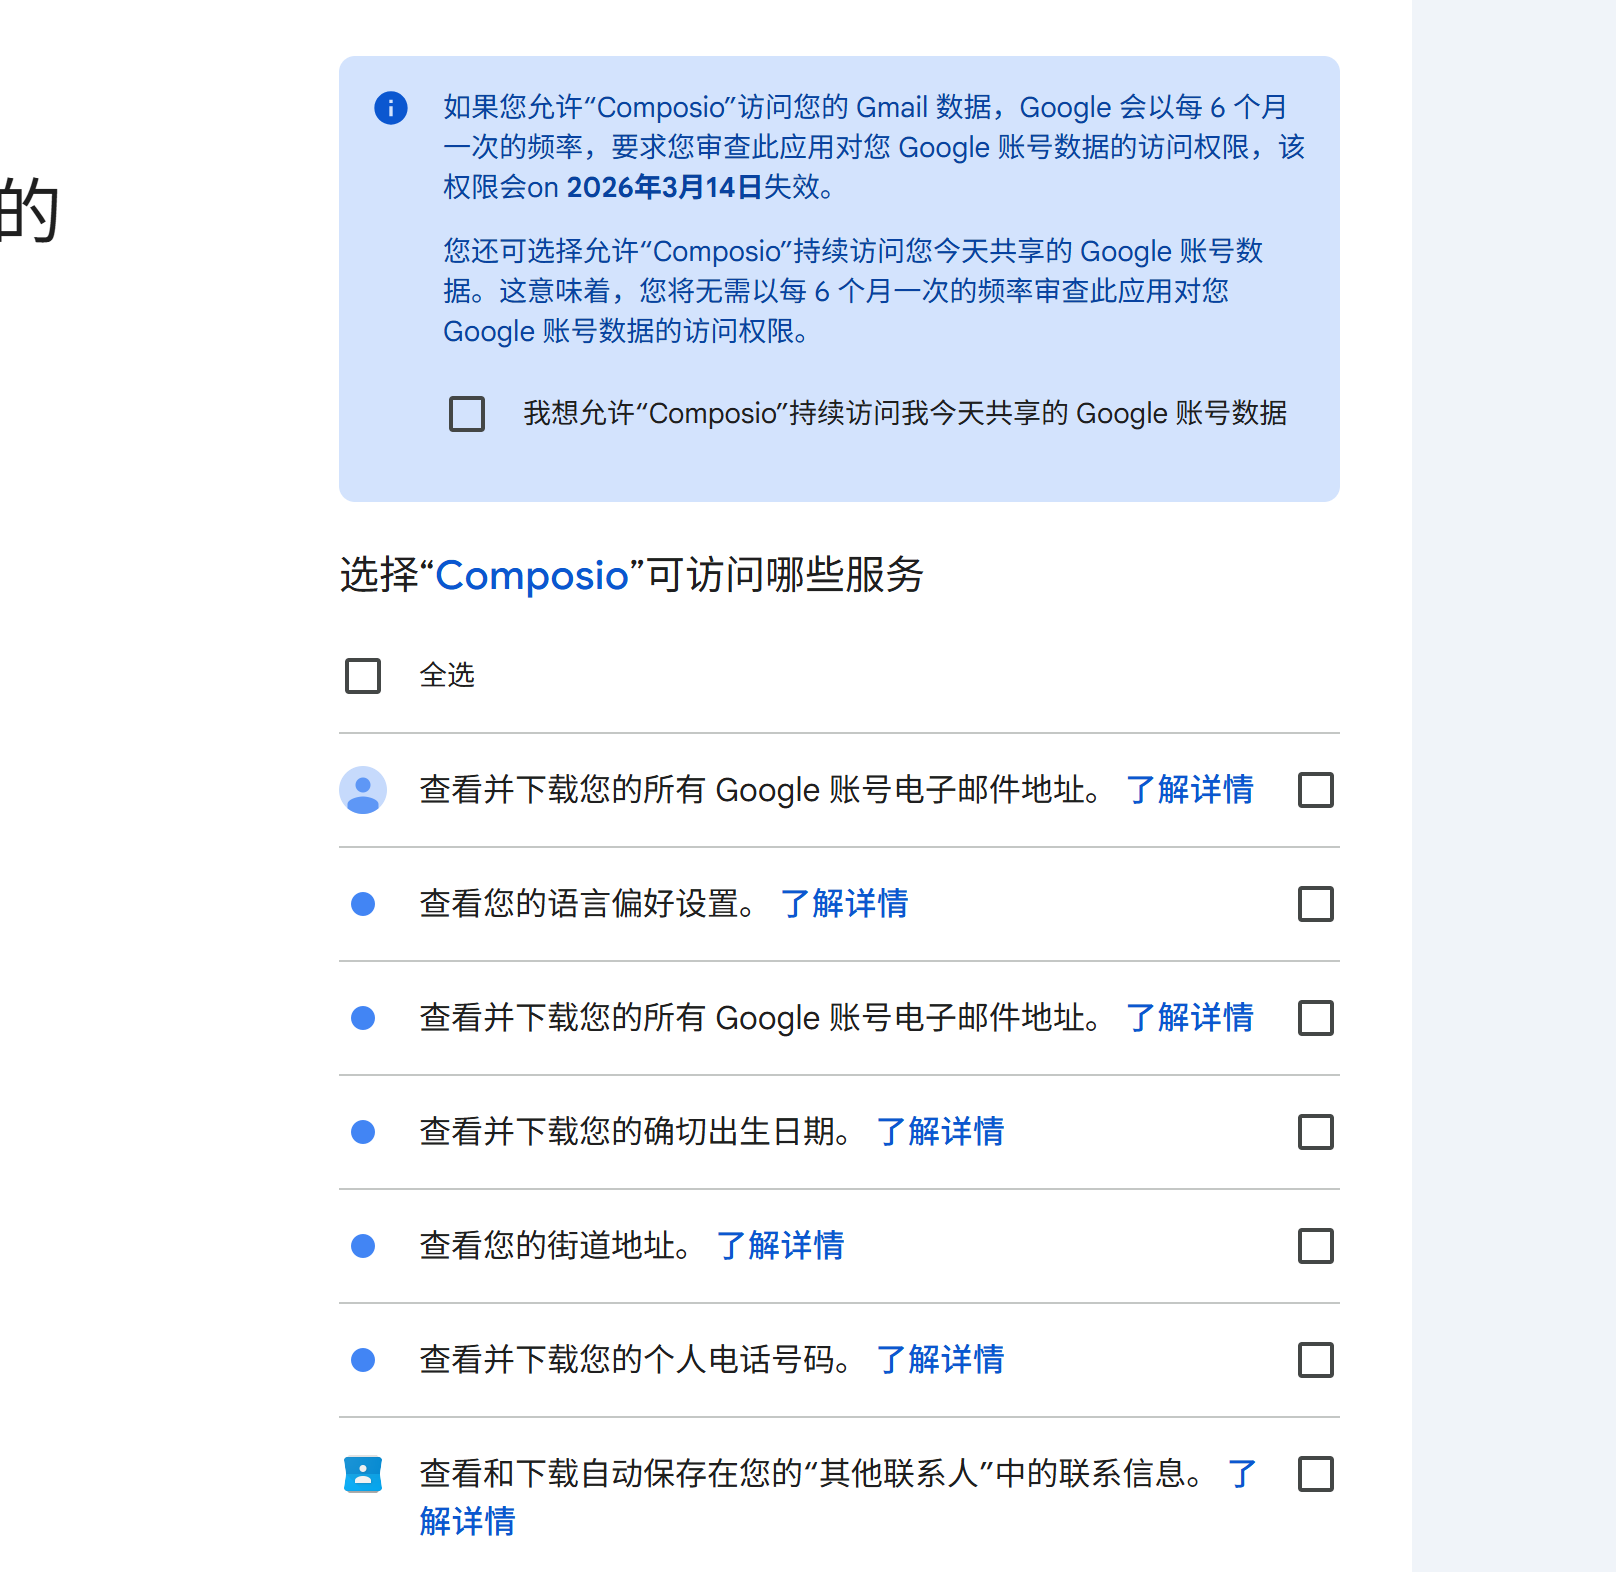 的
如果您允许“Composio”访问您的 Gmail 数据，Google 会以每 6 个月
一次的频率，要求您审查此应用对您 Google 账号数据的访问权限，该
权限会on 2026年3月14日失效。
您还可选择允许“Composio”持续访问您今天共享的 Google 账号数
据。这意味着，您将无需以每 6 个月一次的频率审查此应用对您
Google 账号数据的访问权限。
我想允许“Composio”持续访问我今天共享的 Google 账号数据
选择“Composio”可访问哪些服务
全选
查看并下载您的所有 Google 账号电子邮件地址。 了解详情
查看您的语言偏好设置。 了解详情
查看并下载您的所有 Google 账号电子邮件地址。 了解详情
查看并下载您的确切出生日期。 了解详情
查看您的街道地址。 了解详情
查看并下载您的个人电话号码。 了解详情
查看和下载自动保存在您的“其他联系人”中的联系信息。 了
解详情